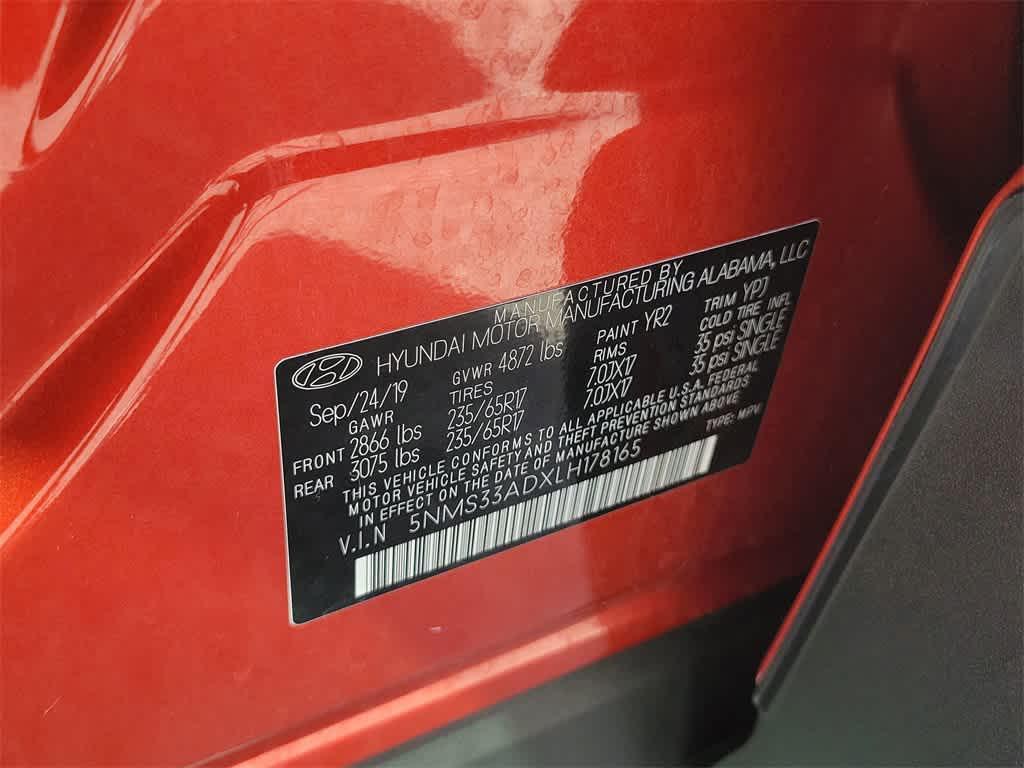 MANUFACTURED BY
HYUNDAI MOTOR MANUFACTURING ALABAMA, LLC
Sep/24/19 GVWR 4872 lbs PAINT YR2 TRIM YPJ
GAWR TIRES RIMS COLD TIRE INFL
FRONT 2866 lbs 235/65R17 7.0JX17 35 psi SINGLE
REAR 3075 lbs 235/65R17 7.0JX17 35 psi SINGLE
THIS VEHICLE CONFORMS TO ALL APPLICABLE U.S.A. FEDERAL
MOTOR VEHICLE SAFETY AND THEFT PREVENTION STANDARDS
IN EFFECT ON THE DATE OF MANUFACTURE SHOWN ABOVE
V.I.N 5NMS33ADXLH178165 TYPE: MPV